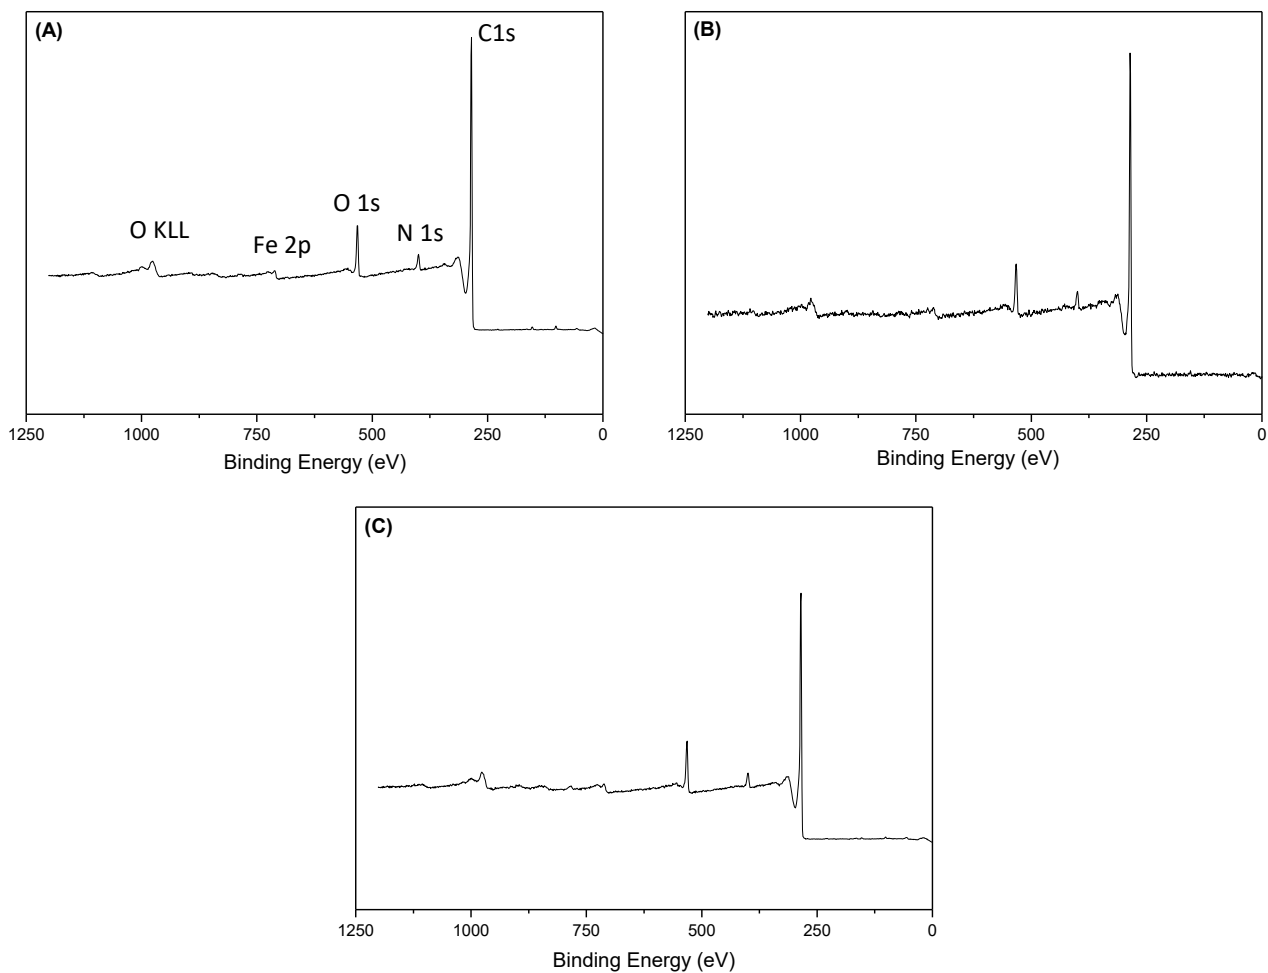 (A)
C1s
O 1s
N 1s
O KLL
Fe 2p
1250 1000 750 500 250 0
Binding Energy (eV)
(B)
1250 1000 750 500 250 0
Binding Energy (eV)
(C)
1250 1000 750 500 250 0
Binding Energy (eV)